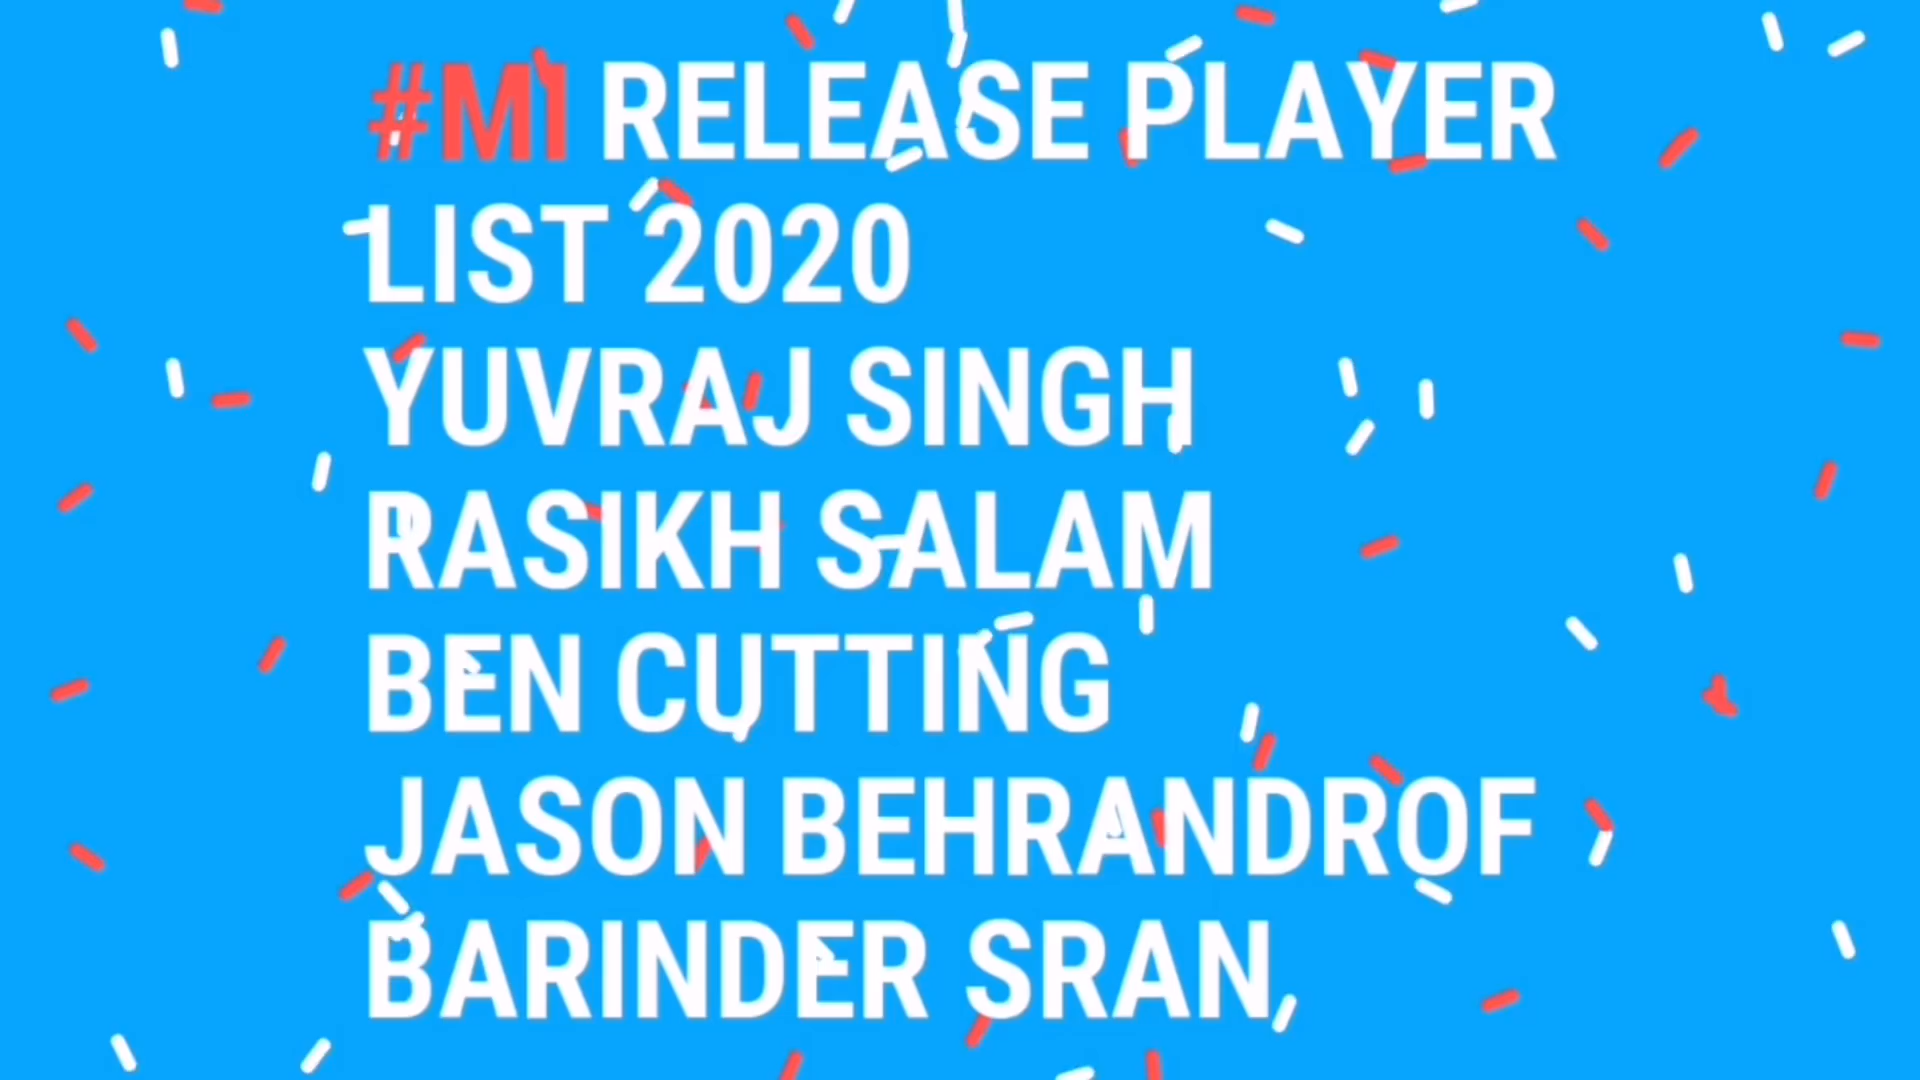 #MI RELEASE PLAYER
LIST 2020
YUVRAJ SINGH
RASIKH SALAM
BEN CUTTING
JASON BEHRANDROF
BARINDER SRAN,